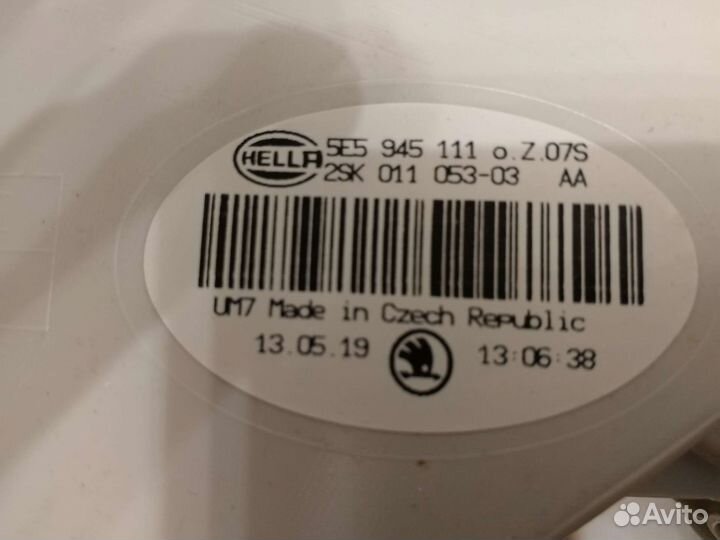 HELLA 5E5 945 111 o.Z.07S
2SK 011 053-03 AA
UM7 Made in Czech Republic
13.05.19 13:06:38
Avito